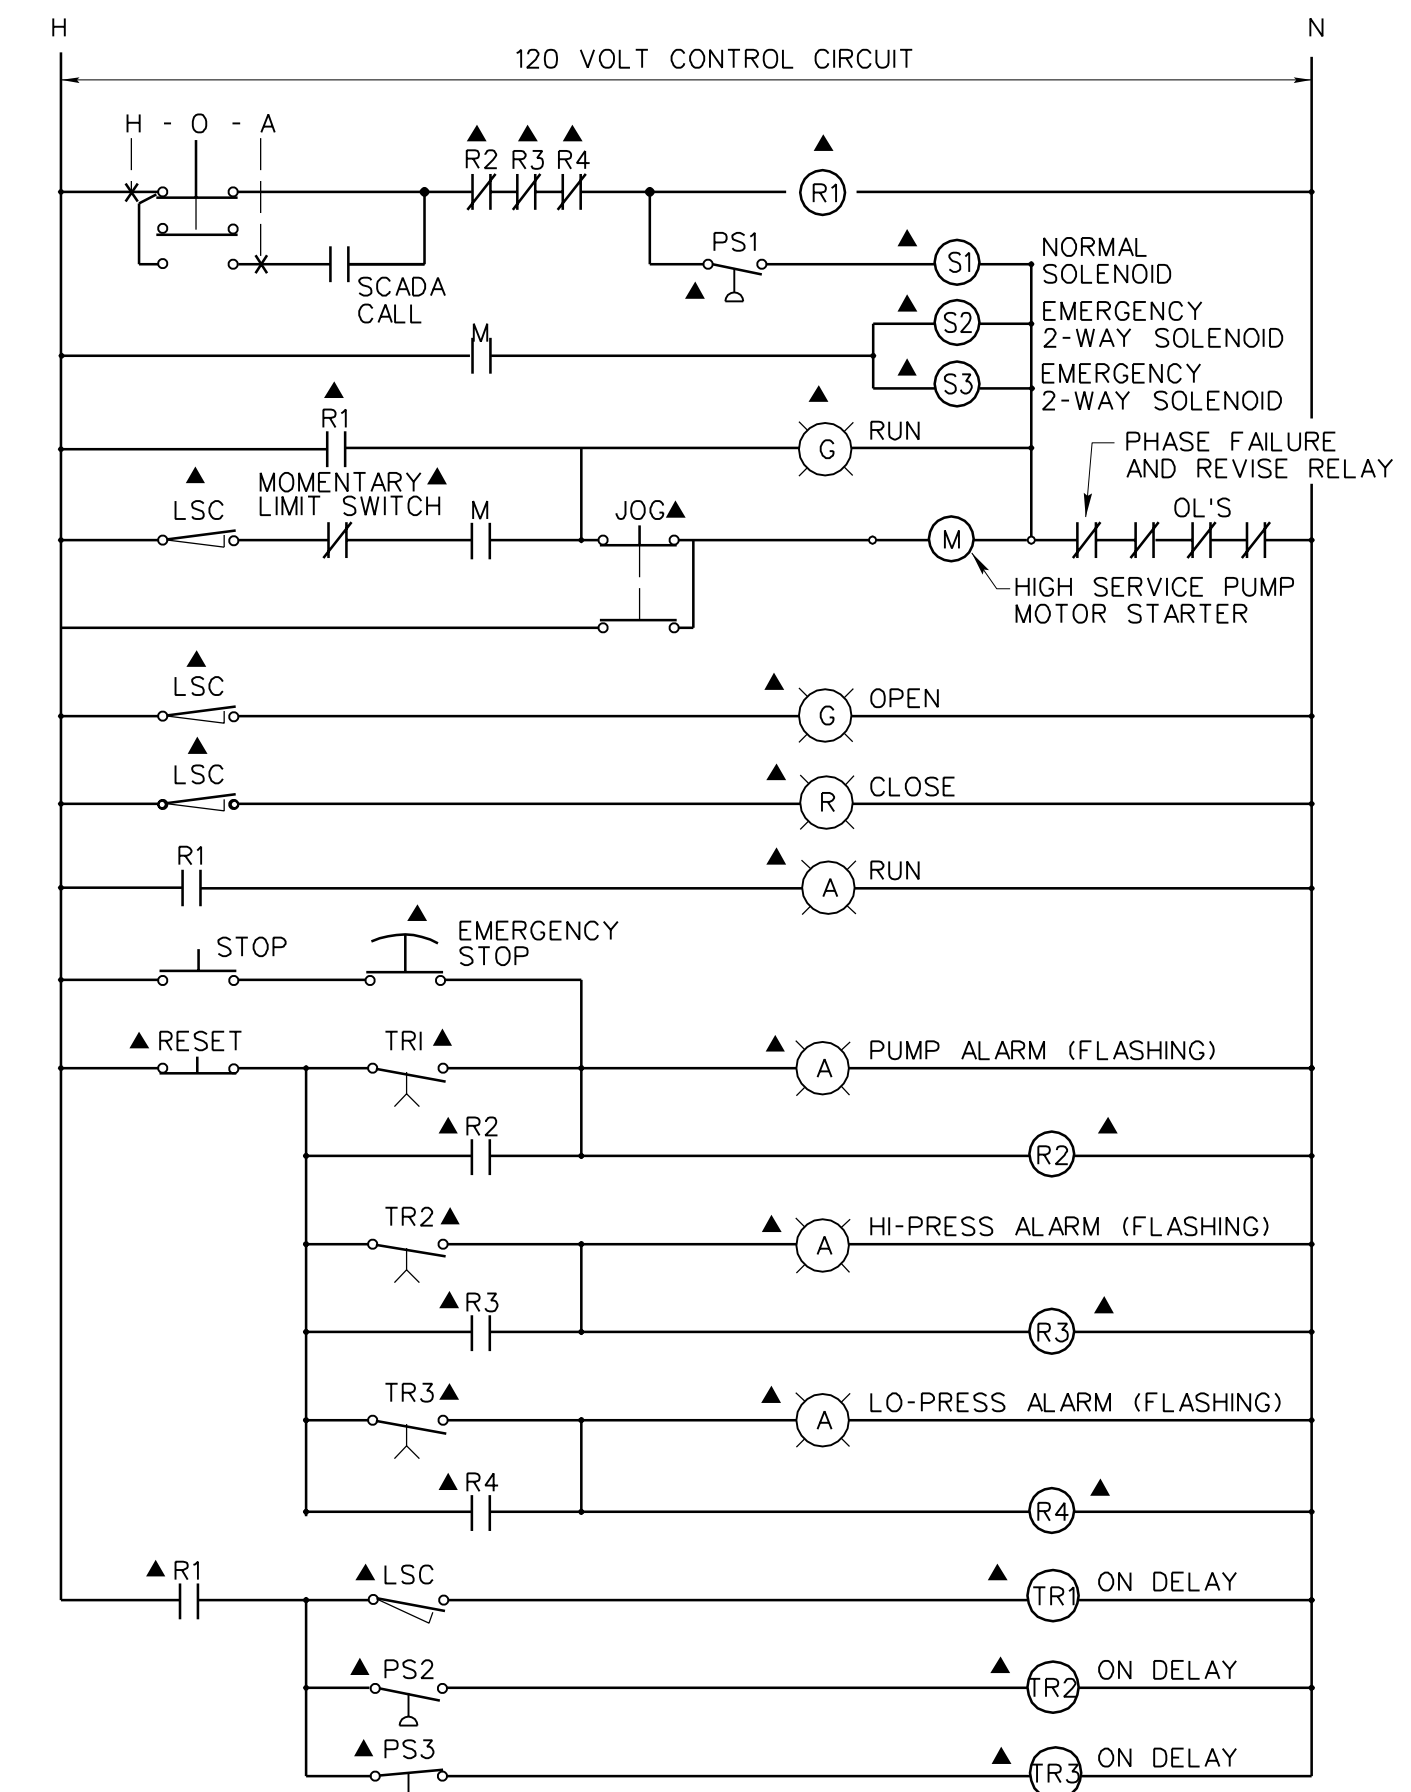 H N
120 VOLT CONTROL CIRCUIT
H - O - A
R2 R3 R4
R1
PS1
S1
NORMAL
SOLENOID
SCADA
CALL
S2
EMERGENCY
2-WAY SOLENOID
M
S3
EMERGENCY
2-WAY SOLENOID
R1
G
RUN
PHASE FAILURE
AND REVISE RELAY
LSC
MOMENTARY
LIMIT SWITCH
M
JOG
M
OL'S
HIGH SERVICE PUMP
MOTOR STARTER
LSC
G
OPEN
LSC
R
CLOSE
R1
A
RUN
STOP
EMERGENCY
STOP
RESET
TR1
A
PUMP ALARM (FLASHING)
R2
R2
TR2
A
HI-PRESS ALARM (FLASHING)
R3
R3
TR3
A
LO-PRESS ALARM (FLASHING)
R4
R4
R1
LSC
TR1
ON DELAY
PS2
TR2
ON DELAY
PS3
TR3
ON DELAY